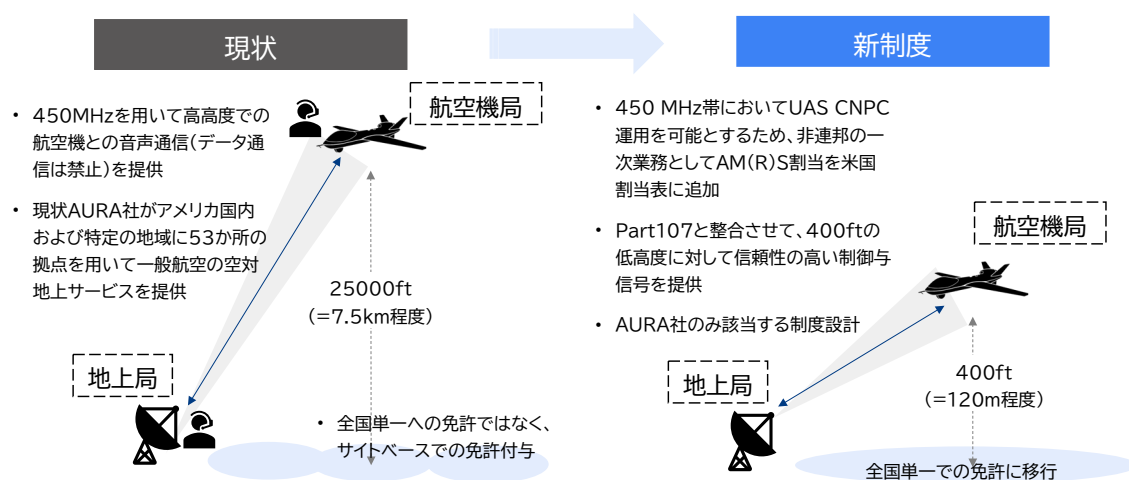 現状
・ 450MHzを用いて高高度での
航空機との音声通信(データ通
信は禁止)を提供
・ 現状AURA社がアメリカ国内
および特定の地域に53か所の
拠点を用いて一般航空の空対
地上サービスを提供
航空機局
25000ft
(=7.5km程度)
地上局
・ 全国単一への免許ではなく、
サイトベースでの免許付与
新制度
・ 450 MHz帯においてUAS CNPC
運用を可能とするため、非連邦の一
次業務としてAM(R)S割当を米国
割当表に追加
・ Part107と整合させて、400ftの
低高度に対して信頼性の高い制御与
信号を提供
・ AURA社のみ該当する制度設計
航空機局
地上局
400ft
(=120m程度)
全国単一での免許に移行